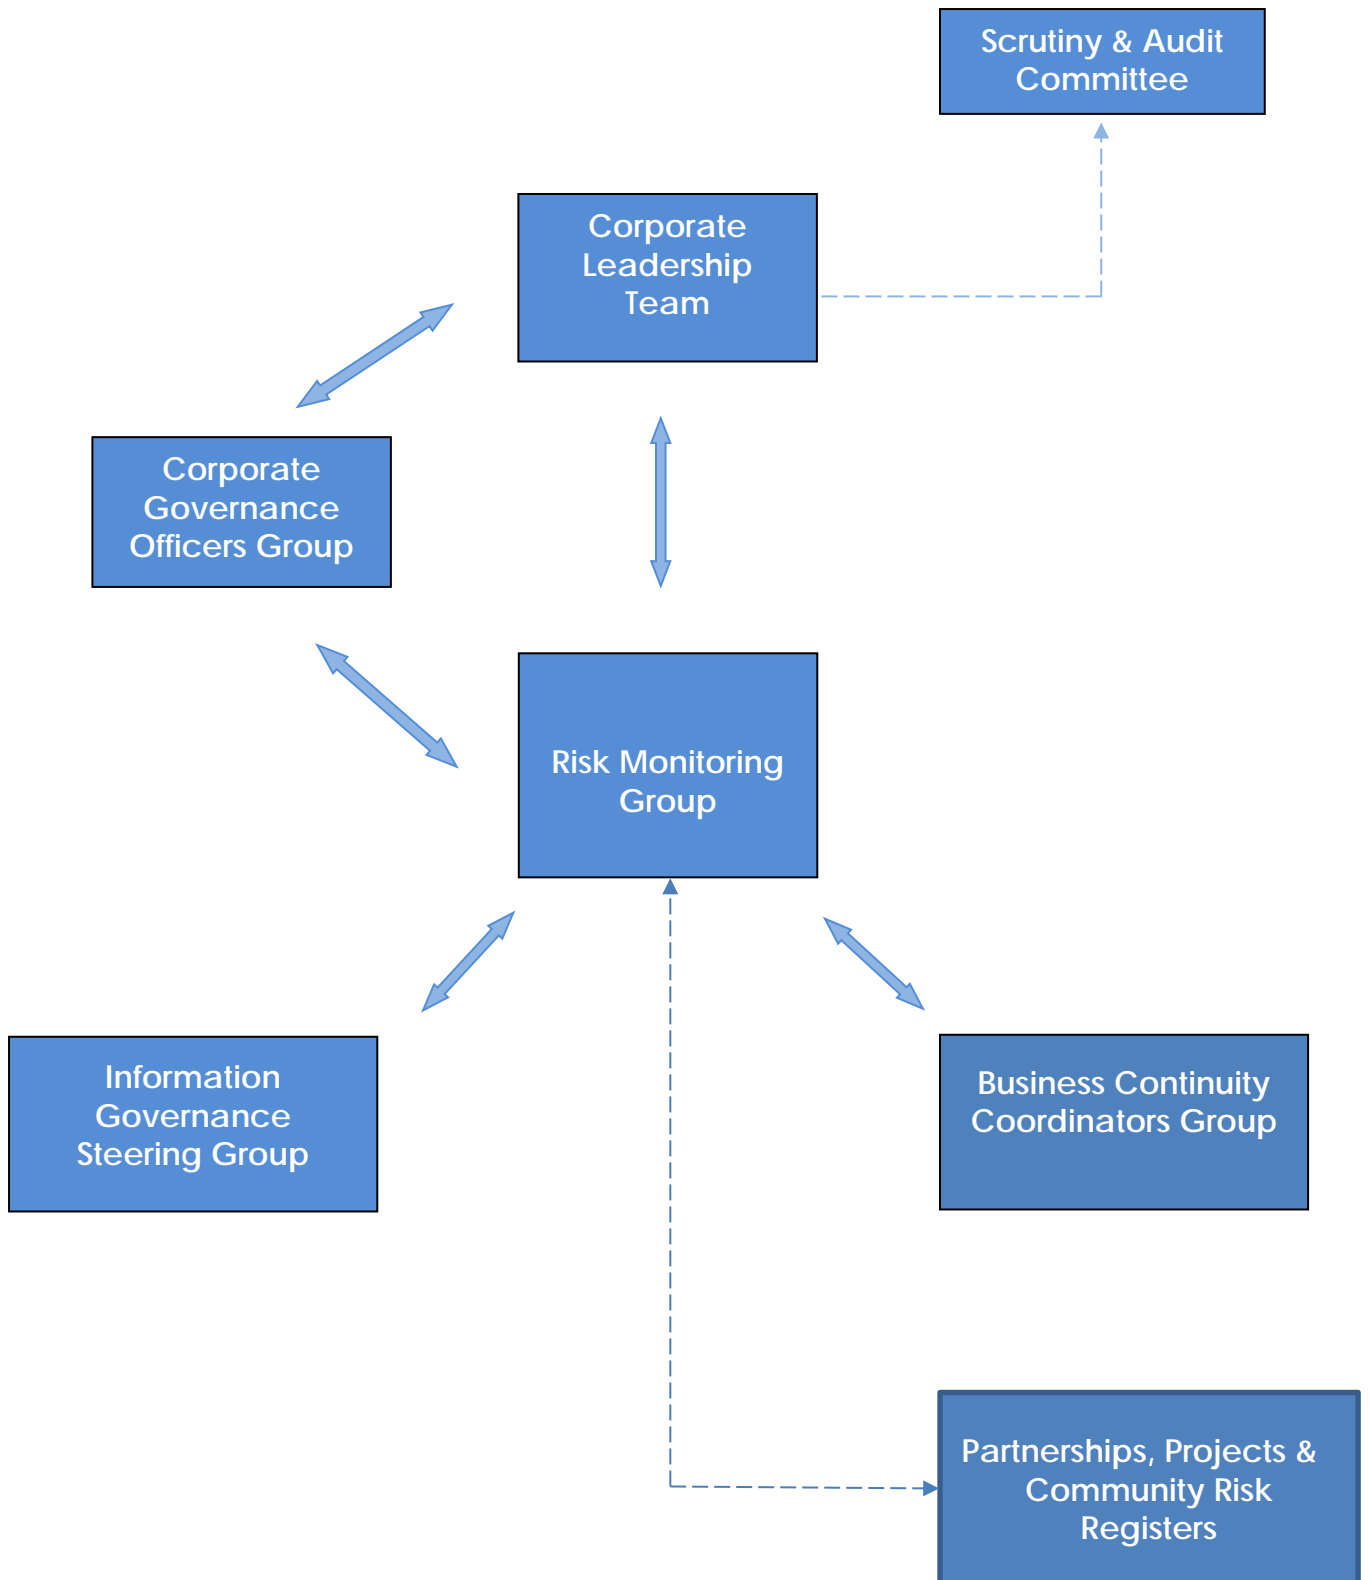 Scrutiny & Audit
Committee
Corporate
Leadership
Team
Corporate
Governance
Officers Group
Risk Monitoring
Group
Information
Governance
Steering Group
Business Continuity
Coordinators Group
Partnerships, Projects &
Community Risk
Registers